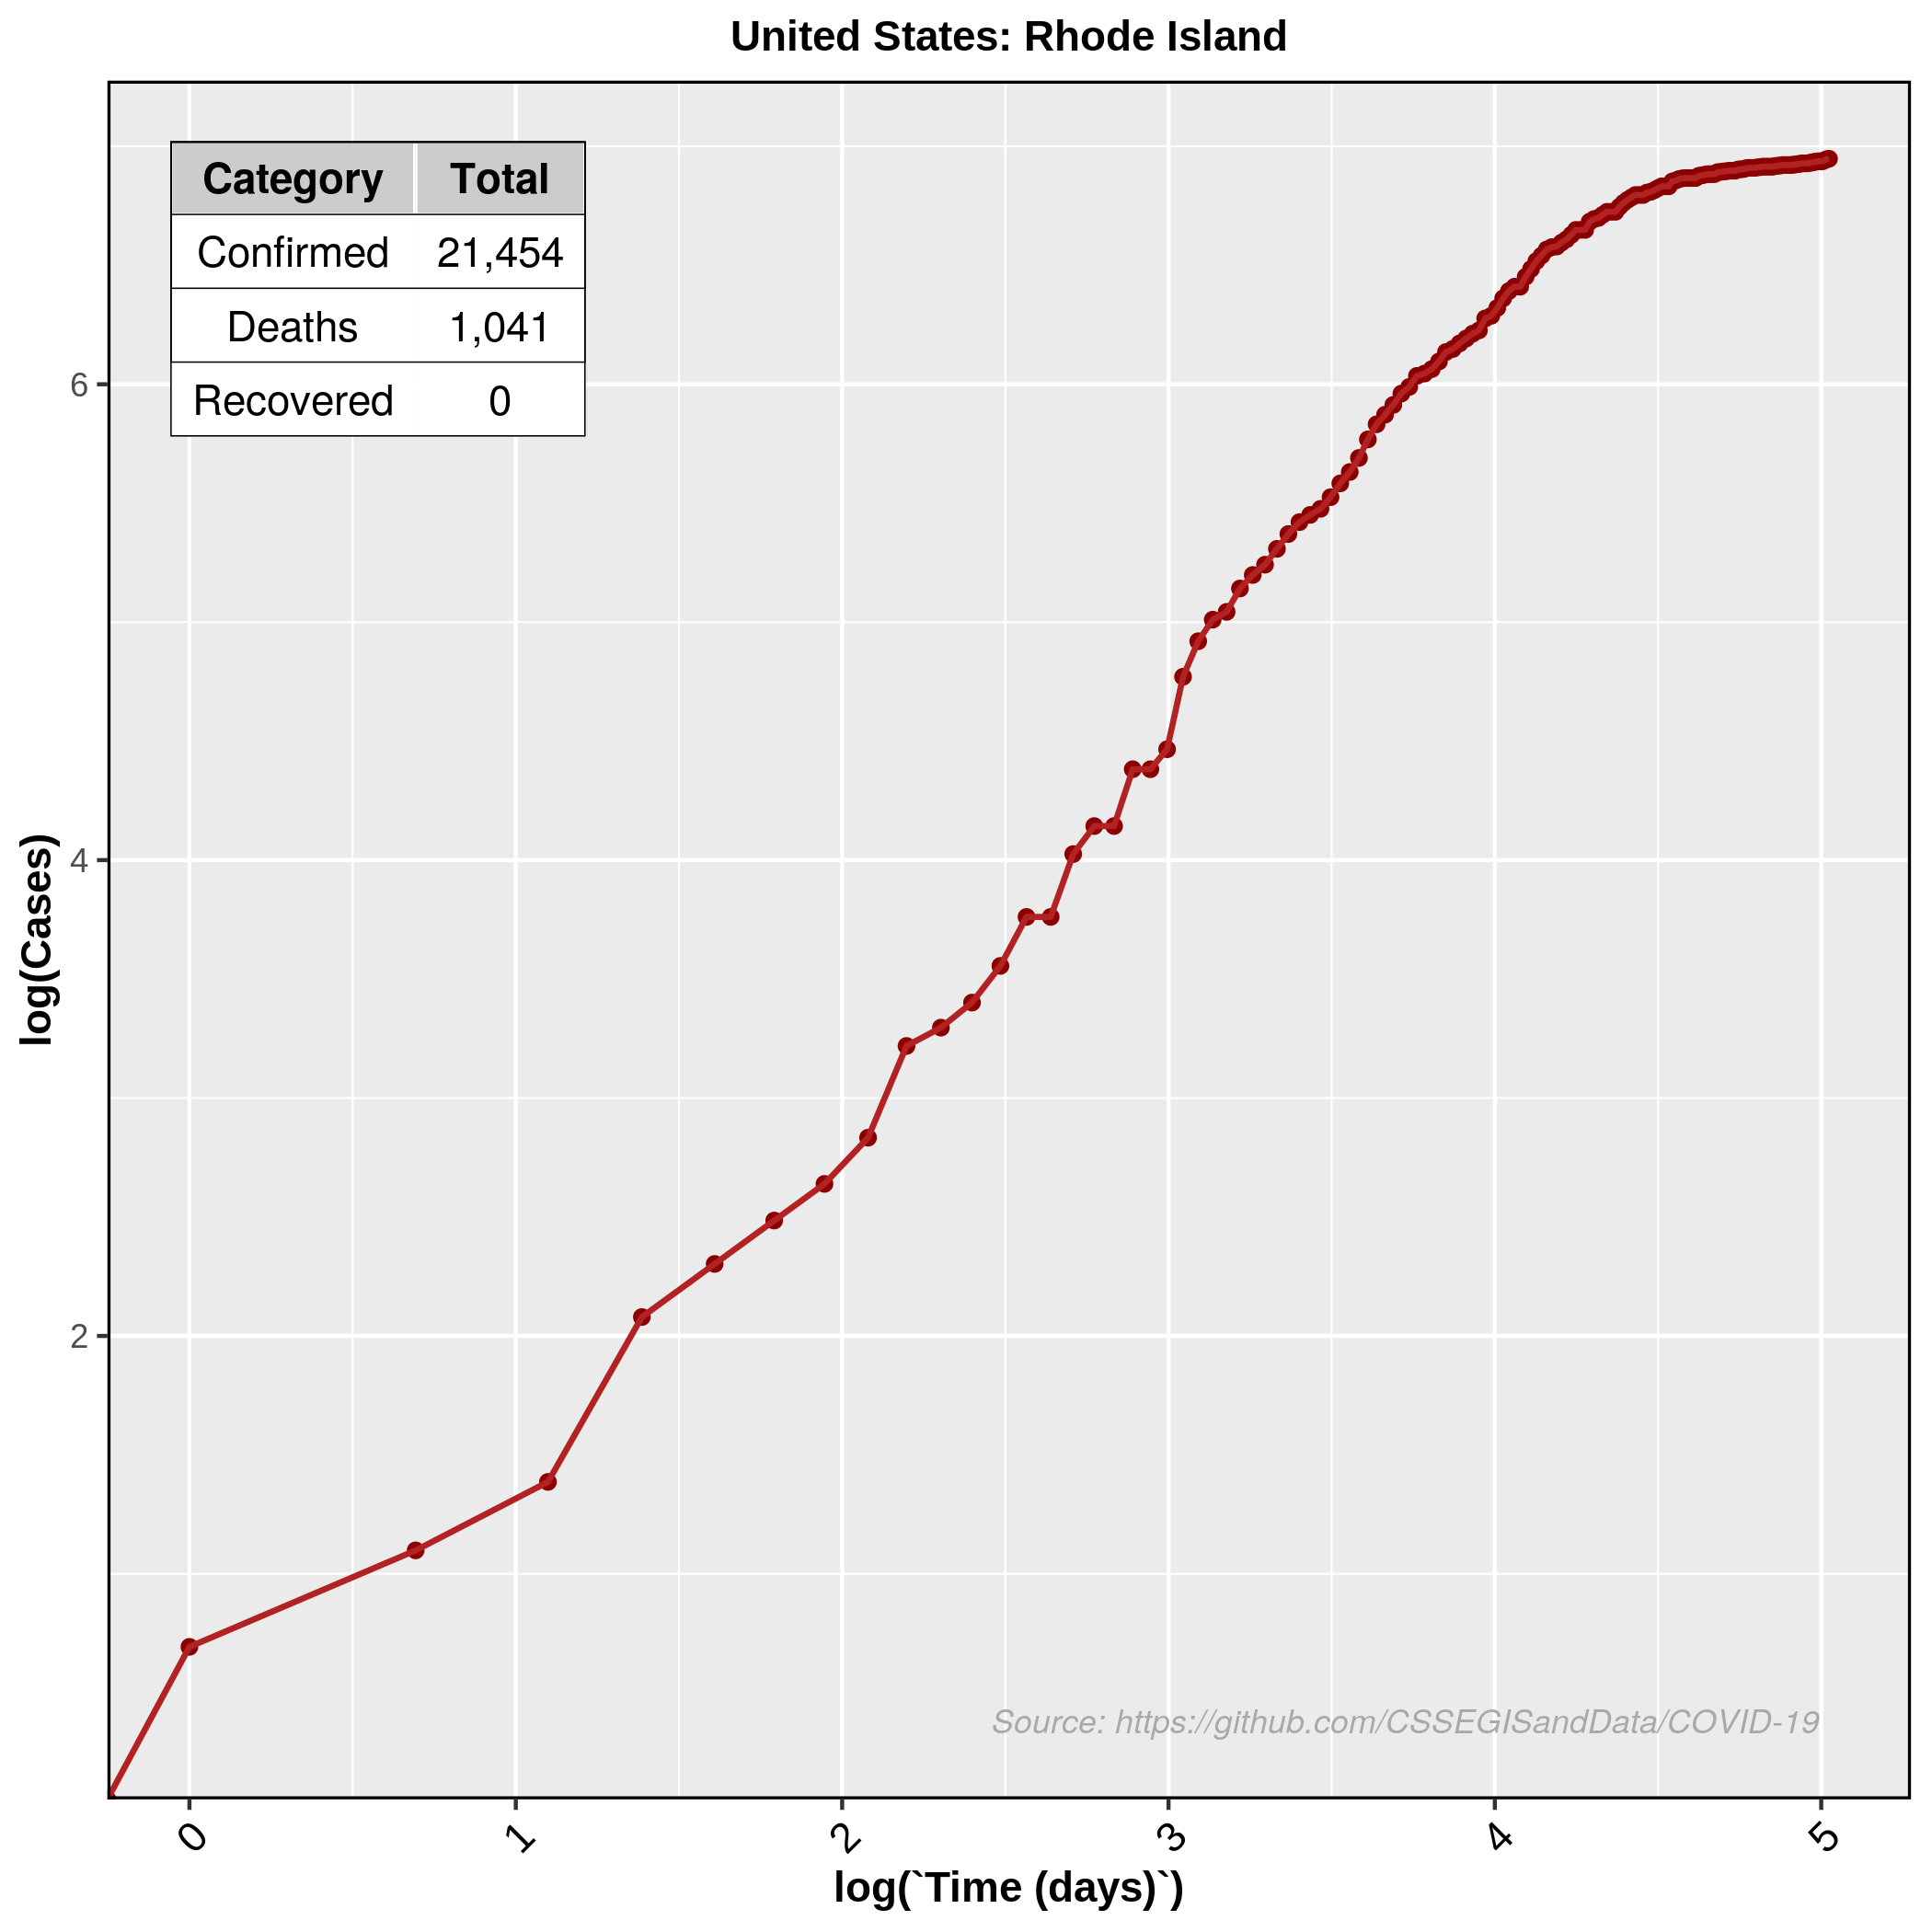 United States: Rhode Island
Category Total
Confirmed 21,454
Deaths 1,041
Recovered 0
6
4
2
log(Cases)
Source: https://github.com/CSSEGISandData/COVID-19
0 1 2 3 4 5
log(`Time (days)`)